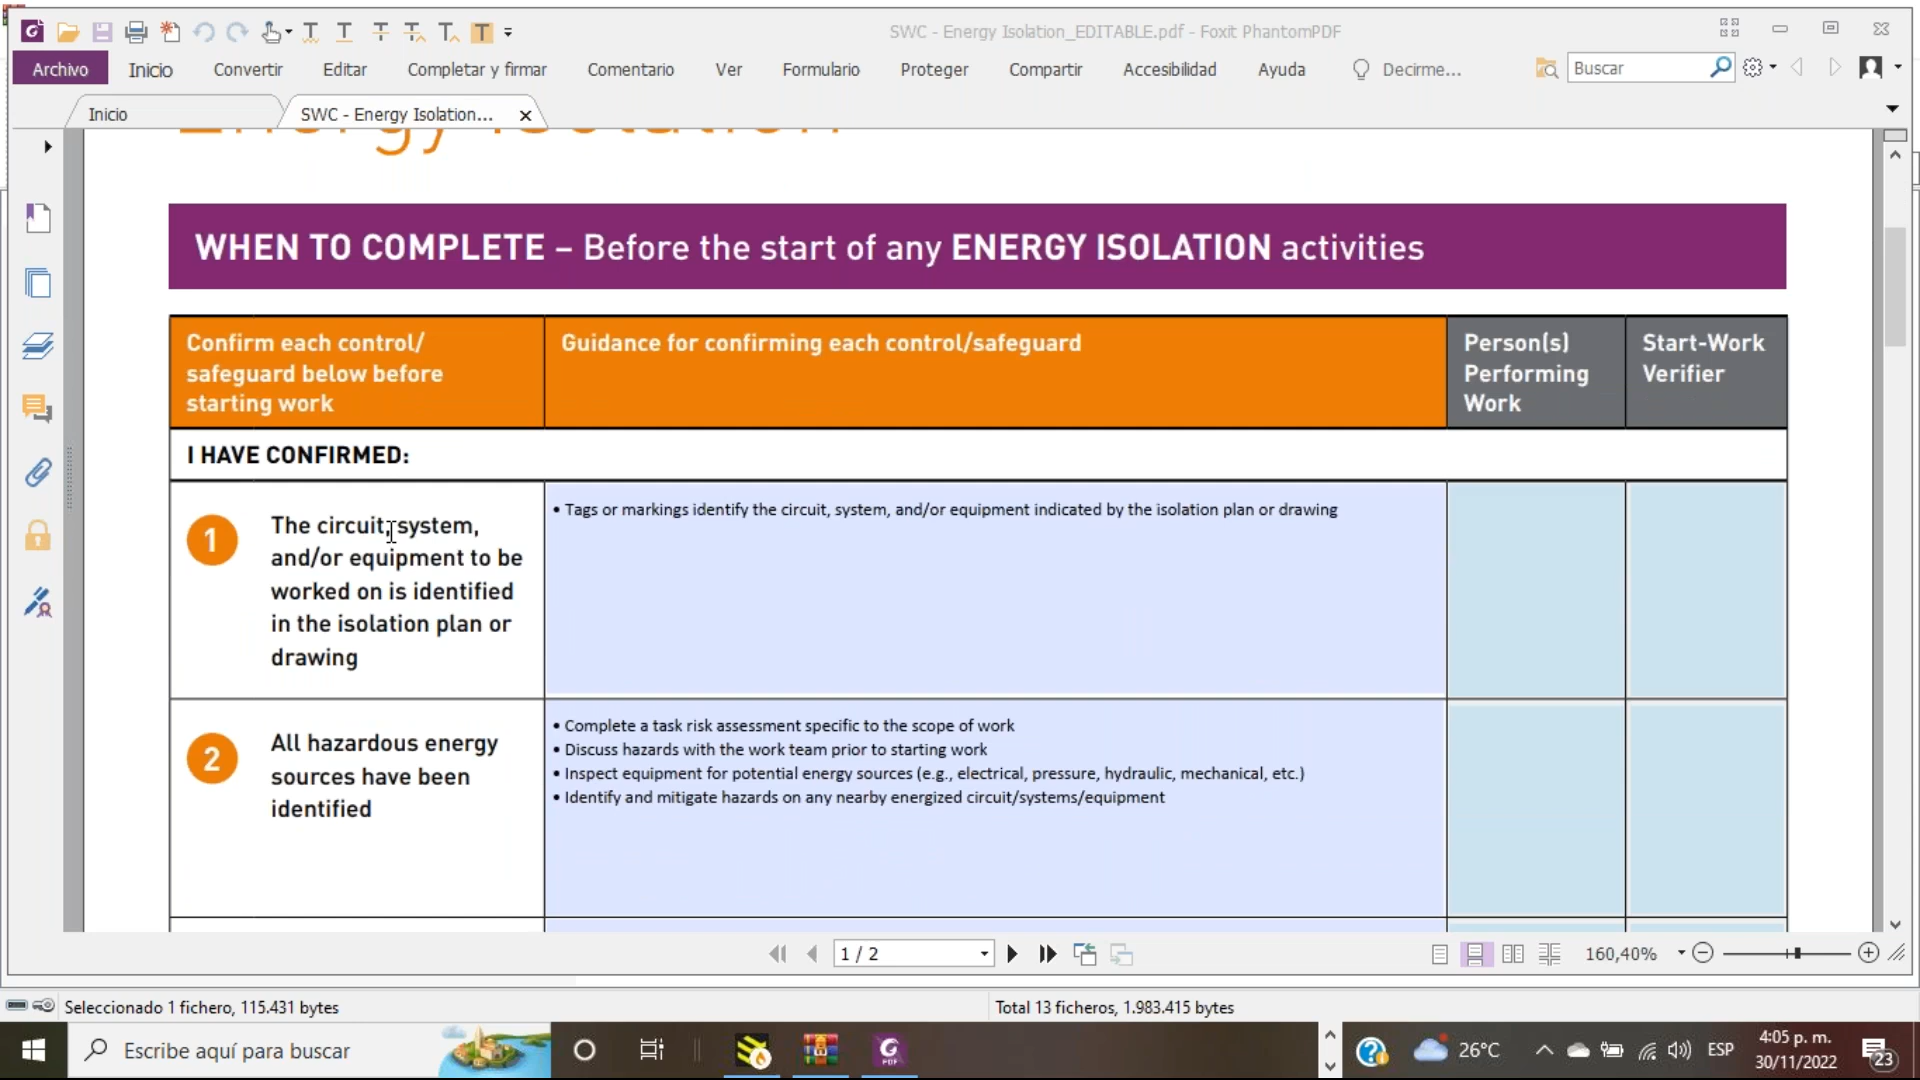 SWC - Energy Isolation_EDITABLE.pdf - Foxit PhantomPDF
Archivo Inicio Convertir Editar Completar y firmar Comentario Ver Formulario Proteger Compartir Accesibilidad Ayuda Decirme... Buscar
Inicio SWC - Energy Isolation...
Energy Isolation
WHEN TO COMPLETE – Before the start of any ENERGY ISOLATION activities
Confirm each control/
safeguard below before
starting work
Guidance for confirming each control/safeguard
Person(s)
Performing
Work
Start-Work
Verifier
I HAVE CONFIRMED:
1
The circuit, system,
and/or equipment to be
worked on is identified
in the isolation plan or
drawing
• Tags or markings identify the circuit, system, and/or equipment indicated by the isolation plan or drawing
2
All hazardous energy
sources have been
identified
• Complete a task risk assessment specific to the scope of work
• Discuss hazards with the work team prior to starting work
• Inspect equipment for potential energy sources (e.g., electrical, pressure, hydraulic, mechanical, etc.)
• Identify and mitigate hazards on any nearby energized circuit/systems/equipment
1 / 2
160,40%
Seleccionado 1 fichero, 115.431 bytes
Total 13 ficheros, 1.983.415 bytes
Escribe aquí para buscar
26°C
ESP
4:05 p. m.
30/11/2022
23